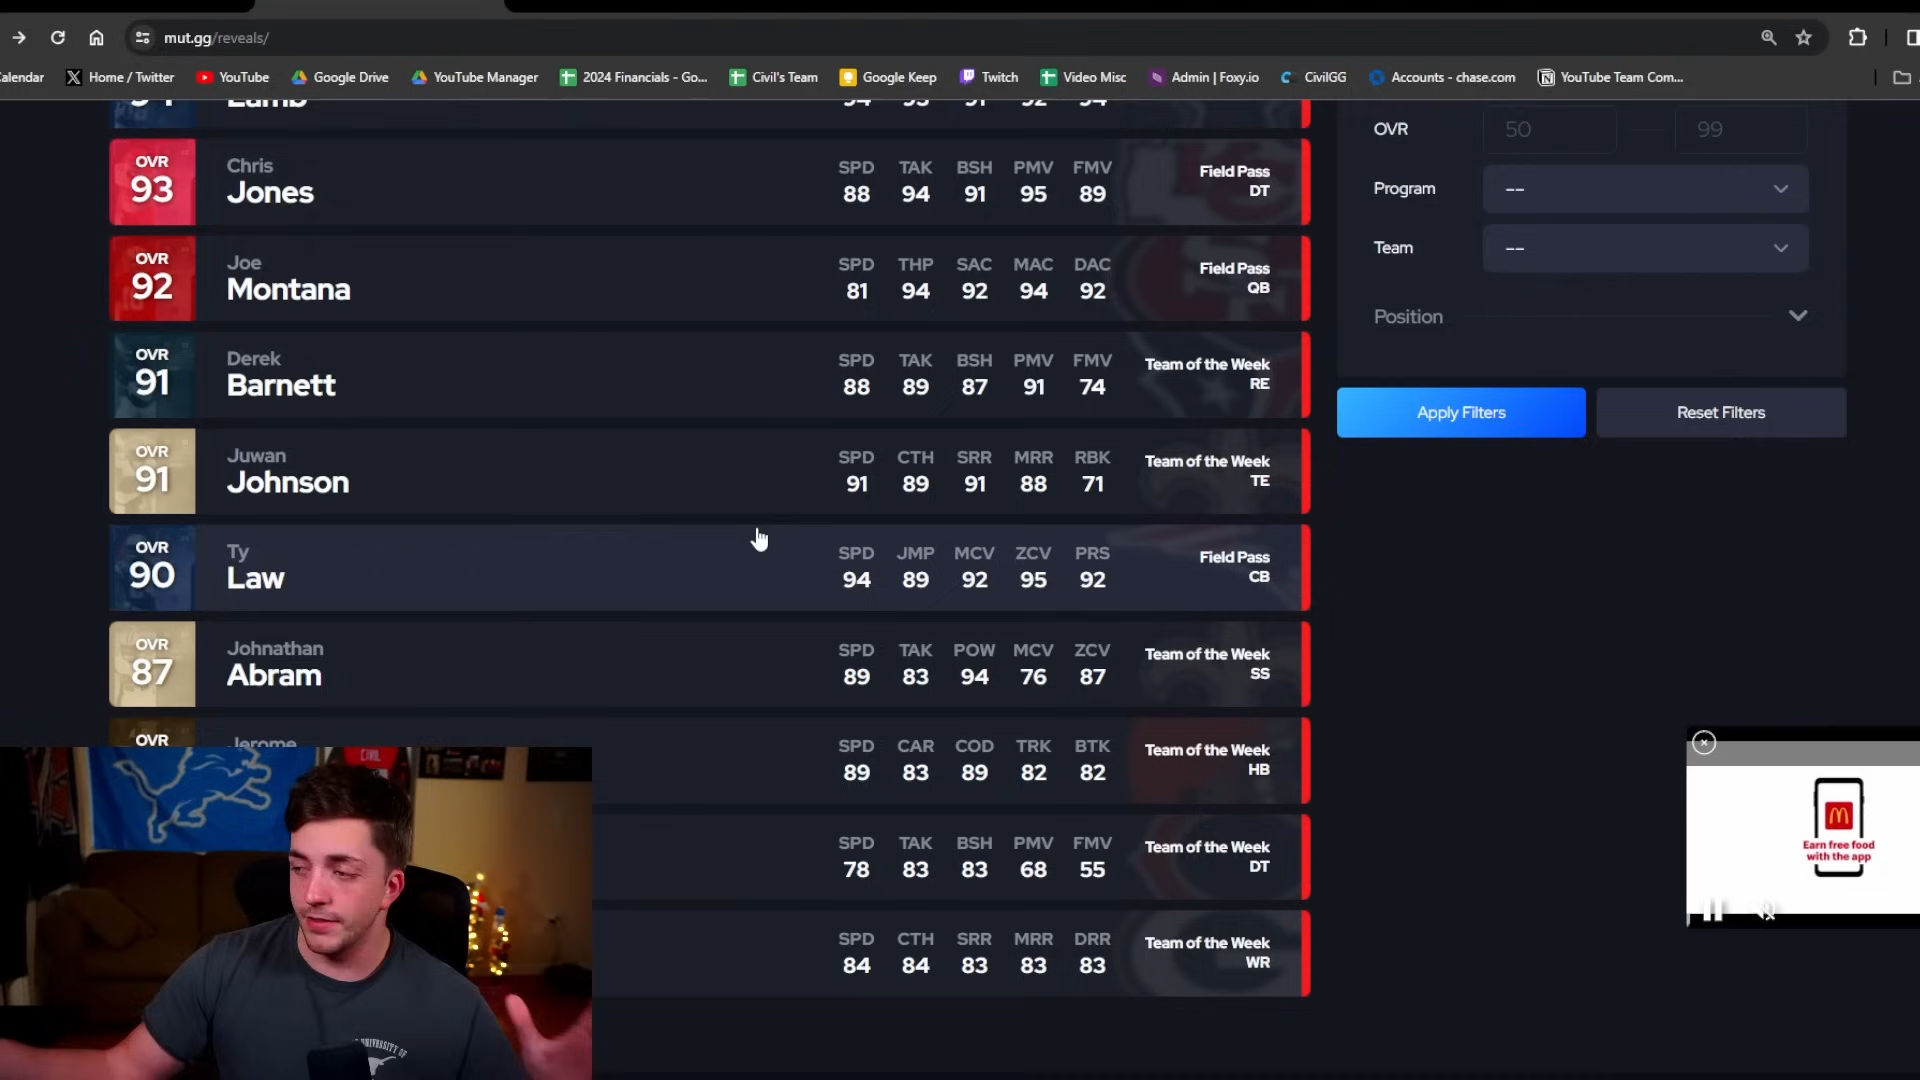 mut.gg/reveals/
alendar
Home / Twitter
YouTube
Google Drive
YouTube Manager
2024 Financials - Go...
Civil's Team
Google Keep
Twitch
Video Misc
Admin | Foxy.io
CivilGG
Accounts - chase.com
YouTube Team Com...
Lamb
94 93 91 92 94
OVR 93
Chris
Jones
SPD TAK BSH PMV FMV
88 94 91 95 89
Field Pass
DT
OVR 92
Joe
Montana
SPD THP SAC MAC DAC
81 94 92 94 92
Field Pass
QB
OVR 91
Derek
Barnett
SPD TAK BSH PMV FMV
88 89 87 91 74
Team of the Week
RE
OVR 91
Juwan
Johnson
SPD CTH SRR MRR RBK
91 89 91 88 71
Team of the Week
TE
OVR 90
Ty
Law
SPD JMP MCV ZCV PRS
94 89 92 95 92
Field Pass
CB
OVR 87
Johnathan
Abram
SPD TAK POW MCV ZCV
89 83 94 76 87
Team of the Week
SS
OVR
Jerome
SPD CAR COD TRK BTK
89 83 89 82 82
Team of the Week
HB
SPD TAK BSH PMV FMV
78 83 83 68 55
Team of the Week
DT
SPD CTH SRR MRR DRR
84 84 83 83 83
Team of the Week
WR
OVR
50
99
Program
--
Team
--
Position
Apply Filters
Reset Filters
Earn free food
with the app
UNIVERSITY OF